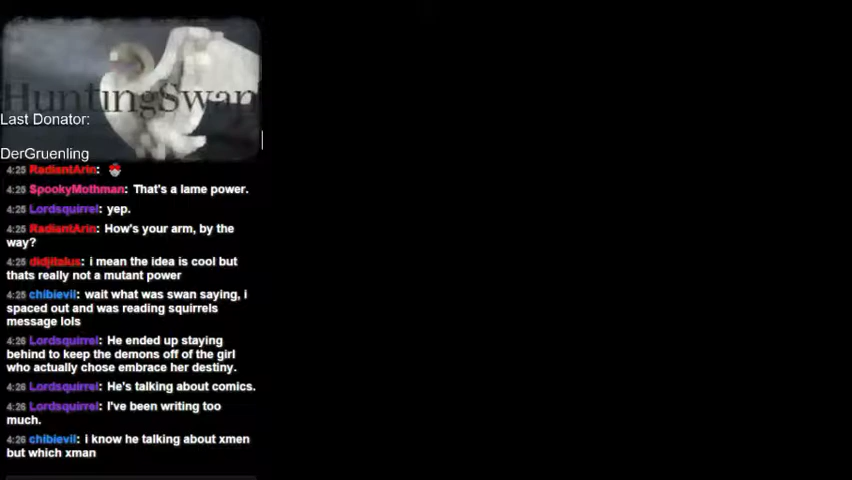 HuntingSwan
Last Donator:
DerGruenling
4:25 RadiantArin:
4:25 SpookyMothman: That's a lame power.
4:25 Lordsquirrel: yep.
4:25 RadiantArin: How's your arm, by the
way?
4:25 didjitalus: i mean the idea is cool but
thats really not a mutant power
4:25 chibievil: wait what was swan saying, i
spaced out and was reading squirrels
message lols
4:26 Lordsquirrel: He ended up staying
behind to keep the demons off of the girl
who actually chose embrace her destiny.
4:26 Lordsquirrel: He's talking about comics.
4:26 Lordsquirrel: I've been writing too
much.
4:26 chibievil: i know he talking about xmen
but which xman